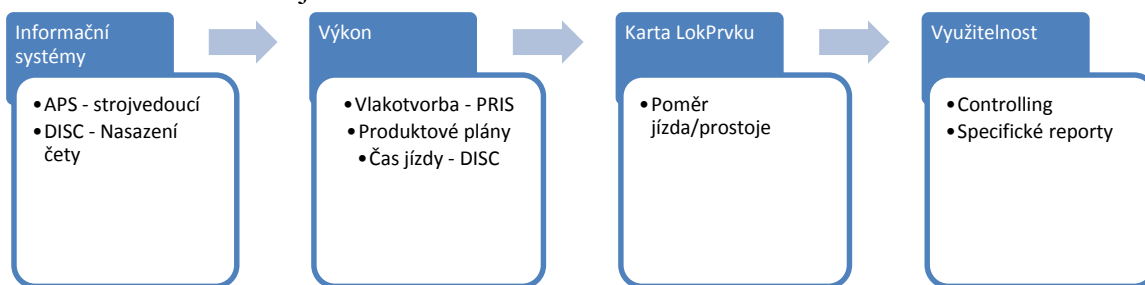 Informační
systémy
• APS - strojvedoucí
• DISC - Nasazení
čety
Výkon
• Vlakotvorba - PRIS
• Produktové plány
• Čas jízdy - DISC
Karta LokPrvku
• Poměr
jízda/prostoje
Využitelnost
• Controlling
• Specifické reporty